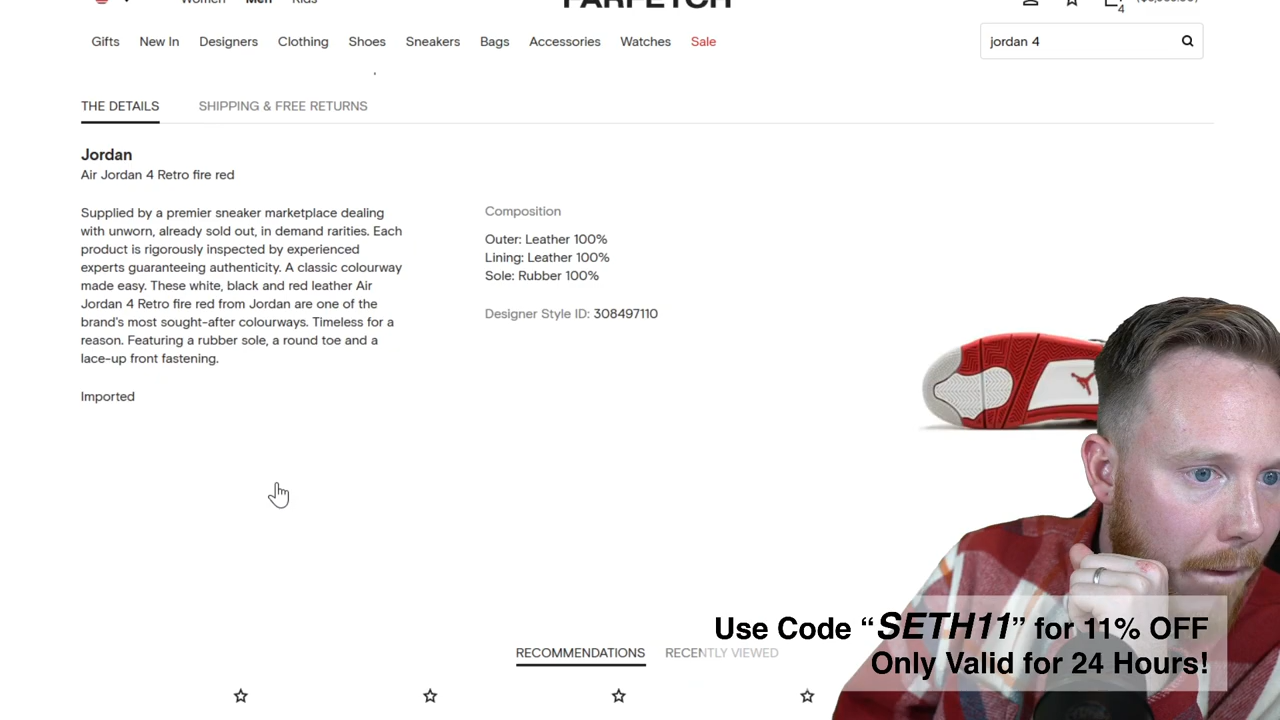 Women Men Kids
FARFETCH
4
Gifts New In Designers Clothing Shoes Sneakers Bags Accessories Watches Sale
jordan 4
THE DETAILS SHIPPING & FREE RETURNS
Jordan
Air Jordan 4 Retro fire red
Supplied by a premier sneaker marketplace dealing
with unworn, already sold out, in demand rarities. Each
product is rigorously inspected by experienced
experts guaranteeing authenticity. A classic colourway
made easy. These white, black and red leather Air
Jordan 4 Retro fire red from Jordan are one of the
brand's most sought-after colourways. Timeless for a
reason. Featuring a rubber sole, a round toe and a
lace-up front fastening.
Imported
Composition
Outer: Leather 100%
Lining: Leather 100%
Sole: Rubber 100%
Designer Style ID: 308497110
Use Code “SETH11” for 11% OFF
Only Valid for 24 Hours!
RECOMMENDATIONS RECENTLY VIEWED